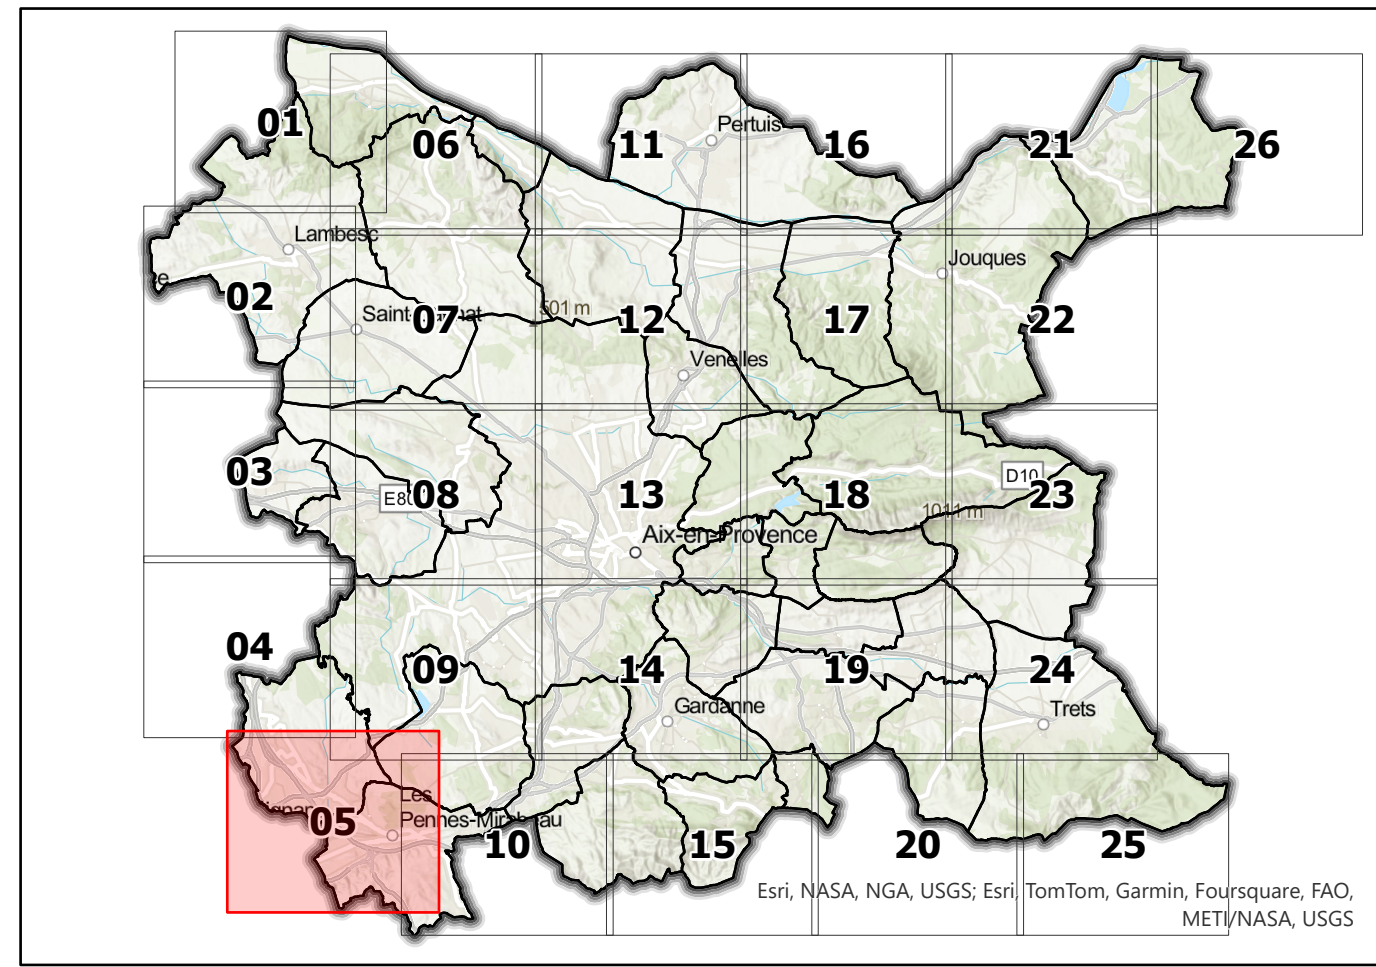 01
06
11
Pertuis
16
21
26
Lambesc
Jouques
02
07
501 m
12
17
22
Venelles
03
E80
08
13
18
D10
23
1011 m
Aix-en-Provence
04
09
14
19
24
Gardanne
Trets
05
Les
Pennes-Mirabeau
10
15
20
25
Esri, NASA, NGA, USGS; Esri, TomTom, Garmin, Foursquare, FAO,
METI/NASA, USGS